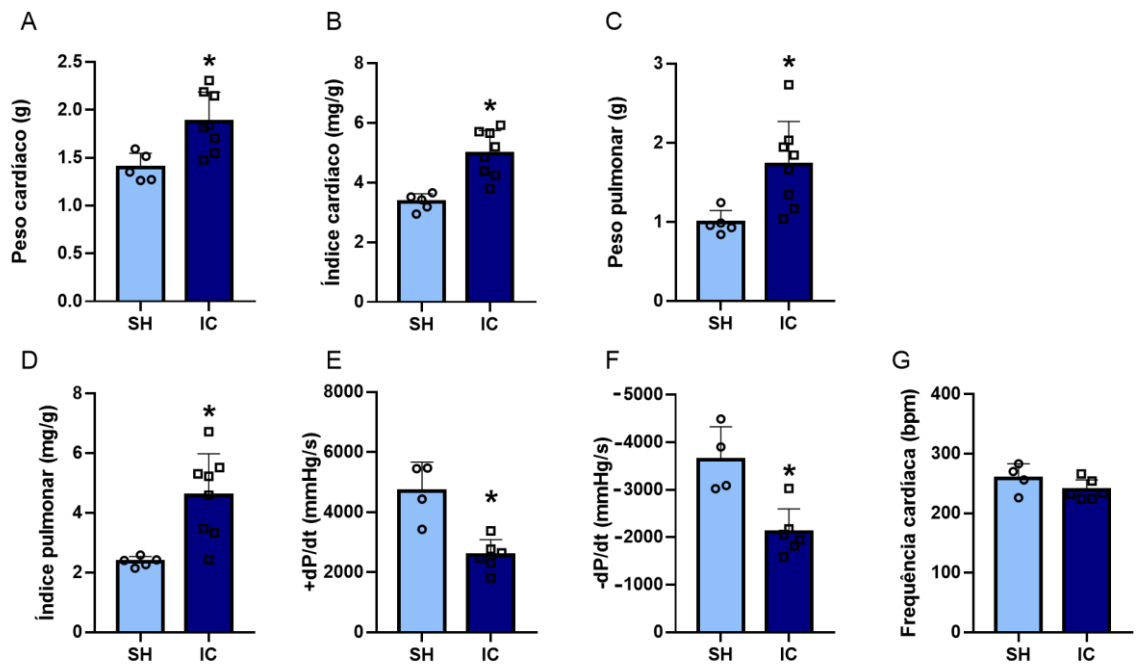 A
B
C
Peso cardíaco (g)
2.5
2.0
1.5
1.0
0.5
0.0
*
SH
IC
Índice cardíaco (mg/g)
8
6
4
2
0
*
SH
IC
Peso pulmonar (g)
3
2
1
0
*
SH
IC
D
E
F
G
Índice pulmonar (mg/g)
8
6
4
2
0
*
SH
IC
+dP/dt (mmHg/s)
8000
6000
4000
2000
0
*
SH
IC
-dP/dt (mmHg/s)
-5000
-4000
-3000
-2000
-1000
0
*
SH
IC
Frequência cardíaca (bpm)
400
300
200
100
0
SH
IC